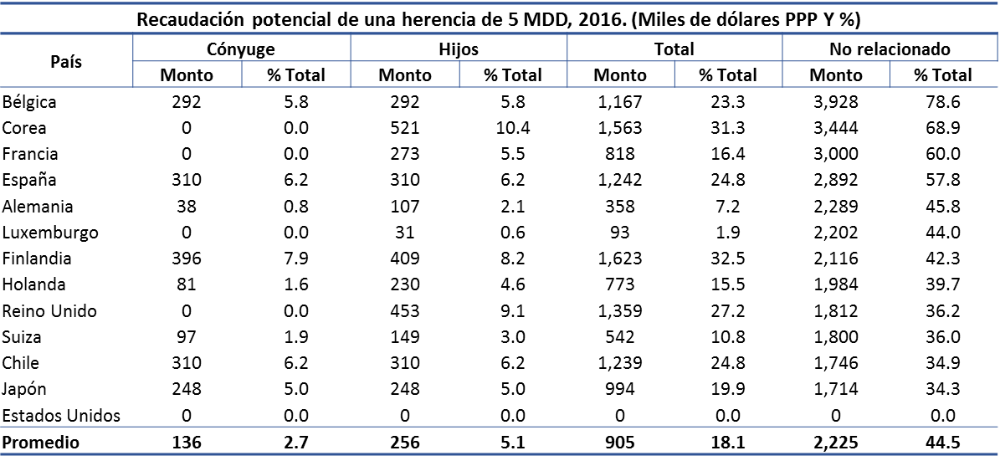 Recaudación potencial de una herencia de 5 MDD, 2016. (Miles de dólares PPP Y %)
País Cónyuge Hijos Total No relacionado
Monto % Total Monto % Total Monto % Total Monto % Total
Bélgica 292 5.8 292 5.8 1,167 23.3 3,928 78.6
Corea 0 0.0 521 10.4 1,563 31.3 3,444 68.9
Francia 0 0.0 273 5.5 818 16.4 3,000 60.0
España 310 6.2 310 6.2 1,242 24.8 2,892 57.8
Alemania 38 0.8 107 2.1 358 7.2 2,289 45.8
Luxemburgo 0 0.0 31 0.6 93 1.9 2,202 44.0
Finlandia 396 7.9 409 8.2 1,623 32.5 2,116 42.3
Holanda 81 1.6 230 4.6 773 15.5 1,984 39.7
Reino Unido 0 0.0 453 9.1 1,359 27.2 1,812 36.2
Suiza 97 1.9 149 3.0 542 10.8 1,800 36.0
Chile 310 6.2 310 6.2 1,239 24.8 1,746 34.9
Japón 248 5.0 248 5.0 994 19.9 1,714 34.3
Estados Unidos 0 0.0 0 0.0 0 0.0 0 0.0
Promedio 136 2.7 256 5.1 905 18.1 2,225 44.5